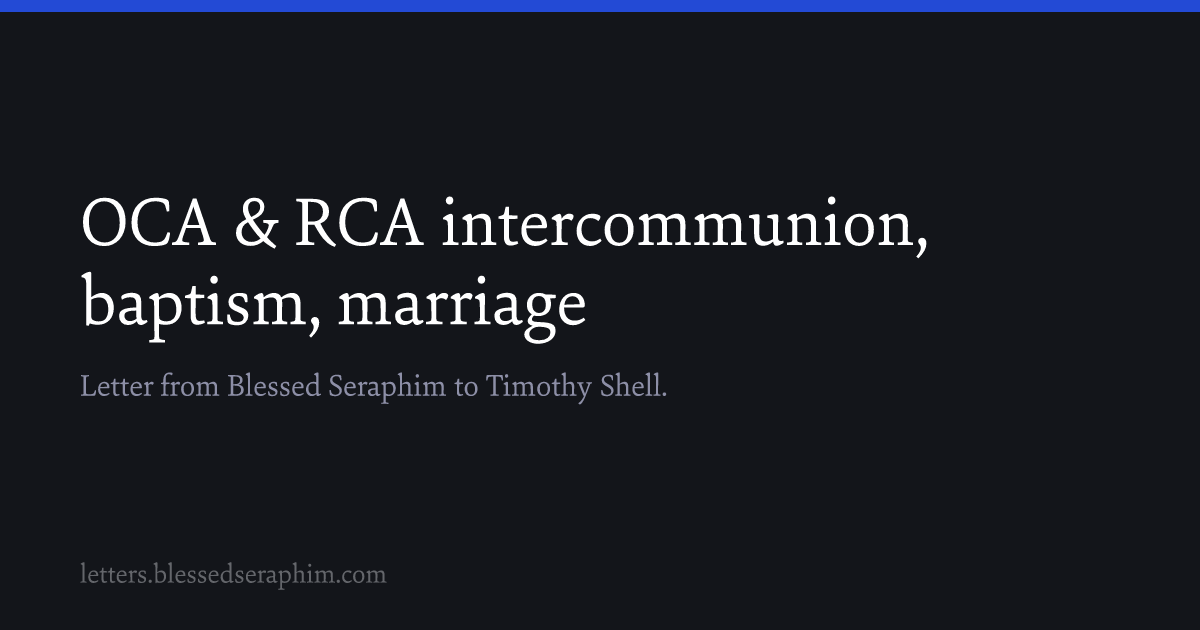 OCA & RCA intercommunion,
baptism, marriage
Letter from Blessed Seraphim to Timothy Shell.
letters.blessedseraphim.com